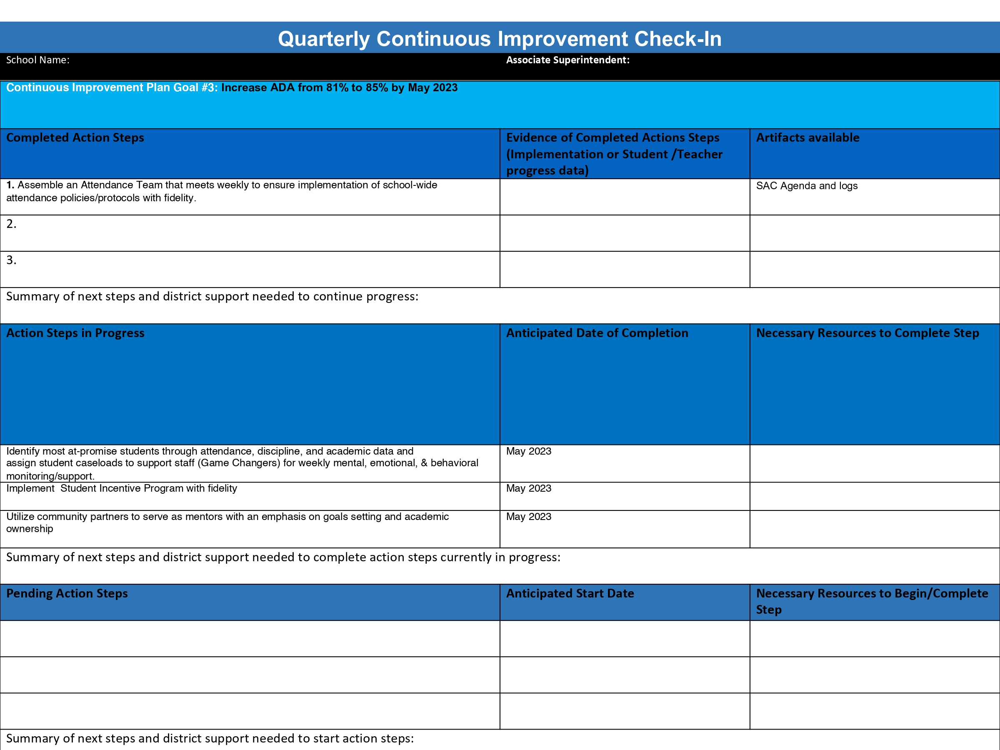 Quarterly Continuous Improvement Check-In
School Name:
Associate Superintendent:
Continuous Improvement Plan Goal #3: Increase ADA from 81% to 85% by May 2023
Completed Action Steps
Evidence of Completed Actions Steps
(Implementation or Student /Teacher
progress data)
Artifacts available
1. Assemble an Attendance Team that meets weekly to ensure implementation of school-wide
attendance policies/protocols with fidelity.
SAC Agenda and logs
2.
3.
Summary of next steps and district support needed to continue progress:
Action Steps in Progress
Anticipated Date of Completion
Necessary Resources to Complete Step
Identify most at-promise students through attendance, discipline, and academic data and
assign student caseloads to support staff (Game Changers) for weekly mental, emotional, & behavioral
monitoring/support.
May 2023
Implement  Student Incentive Program with fidelity
May 2023
Utilize community partners to serve as mentors with an emphasis on goals setting and academic
ownership
May 2023
Summary of next steps and district support needed to complete action steps currently in progress:
Pending Action Steps
Anticipated Start Date
Necessary Resources to Begin/Complete
Step
Summary of next steps and district support needed to start action steps: